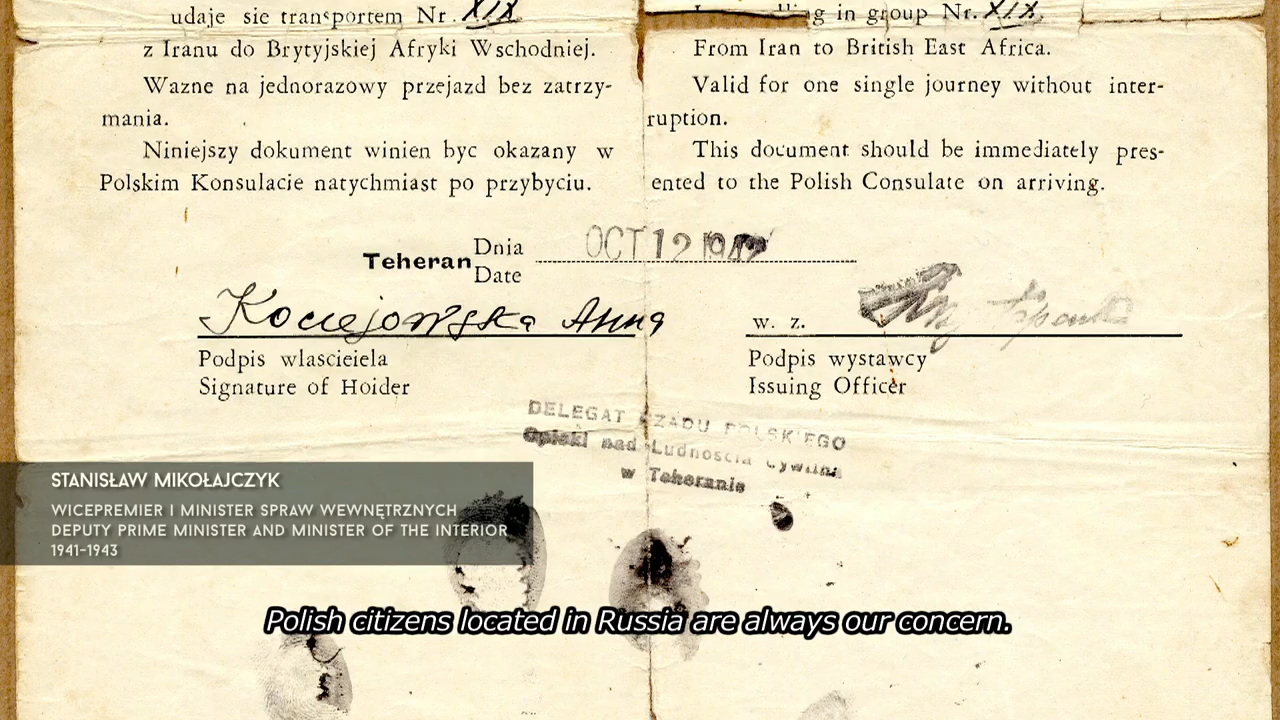 udaje sie transportem Nr. XIX
z Iranu do Brytyjskiej Afryki Wschodniej.
Wazne na jednorazowy przejazd bez zatrzy-
mania.
Niniejszy dokument winien byc okazany w
Polskim Konsulacie natychmiast po przybyciu.
ng in group Nr. XIX
From Iran to British East Africa.
Valid for one single journey without inter-
ruption.
This document should be immediately pres-
ented to the Polish Consulate on arriving.
Teheran
Dnia
Date
OCT 12 1942
Kociejowska Anna
Podpis wlascieiela
Signature of Hoider
w. z.
Podpis wystawcy
Issuing Officer
DELEGAT RZADU POLSKIEGO
Opieki nad Ludnoscia Cywilna
w Teheranie
STANISŁAW MIKOŁAJCZYK
WICEPREMIER I MINISTER SPRAW WEWNĘTRZNYCH
DEPUTY PRIME MINISTER AND MINISTER OF THE INTERIOR
1941-1943
Polish citizens located in Russia are always our concern.